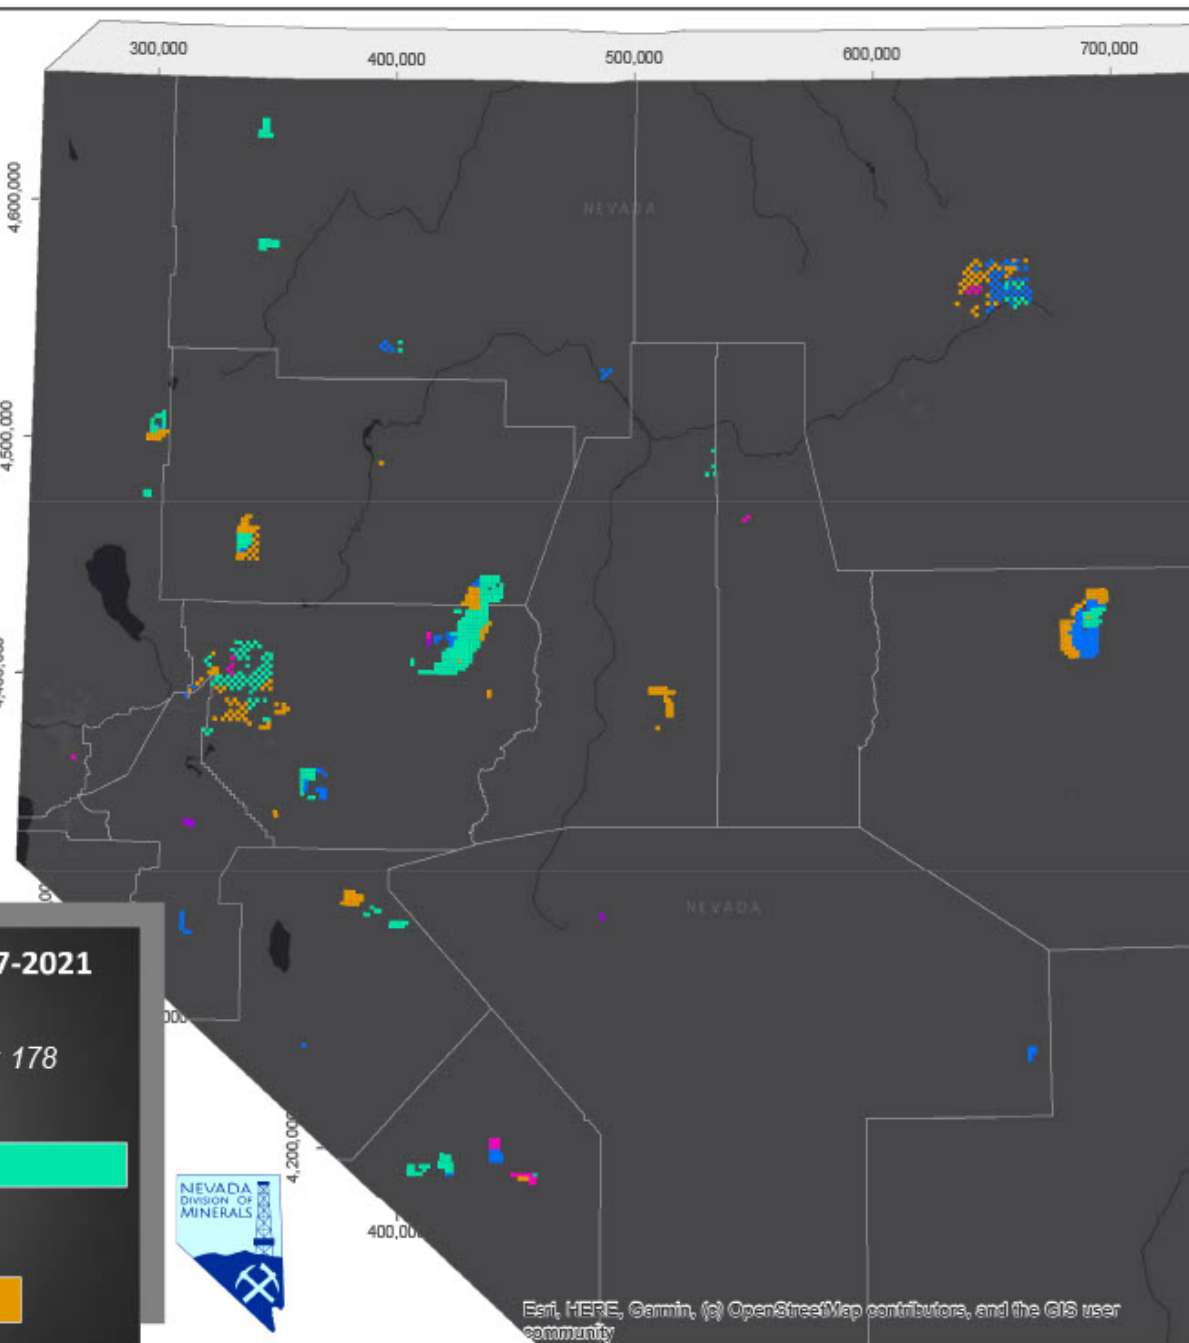 300,000
400,000
500,000
600,000
700,000
4,600,000
NEVADA
4,500,000
NEVADA
7-2021
178
4,200,000
NEVADA
DIVISION OF
MINERALS
400,000
Esri, HERE, Garmin, (c) OpenStreetMap contributors, and the GIS user
community